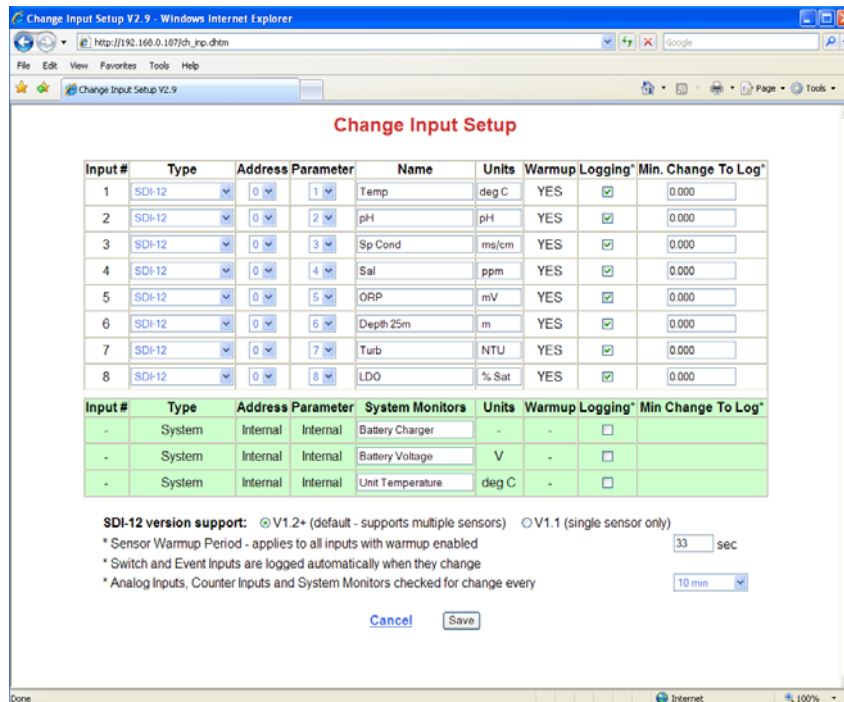 Change Input Setup V2.9 - Windows Internet Explorer
http://192.168.0.107/ch_inp.dhtm Google
File Edit View Favorites Tools Help
Change Input Setup V2.9 Page Tools
Change Input Setup
Input # Type Address Parameter Name Units Warmup Logging* Min. Change To Log*
1 SDI-12 0 1 Temp deg C YES 0.000
2 SDI-12 0 2 pH pH YES 0.000
3 SDI-12 0 3 Sp Cond ms/cm YES 0.000
4 SDI-12 0 4 Sal ppm YES 0.000
5 SDI-12 0 5 ORP mV YES 0.000
6 SDI-12 0 6 Depth 25m m YES 0.000
7 SDI-12 0 7 Turb NTU YES 0.000
8 SDI-12 0 8 LDO % Sat YES 0.000
Input # Type Address Parameter System Monitors Units Warmup Logging* Min Change To Log*
- System Internal Internal Battery Charger - -
- System Internal Internal Battery Voltage V -
- System Internal Internal Unit Temperature deg C -
SDI-12 version support: V1.2+ (default - supports multiple sensors) V1.1 (single sensor only)
* Sensor Warmup Period - applies to all inputs with warmup enabled 33 sec
* Switch and Event Inputs are logged automatically when they change
* Analog Inputs, Counter Inputs and System Monitors checked for change every 10 min
Cancel Save
Done Internet 100%